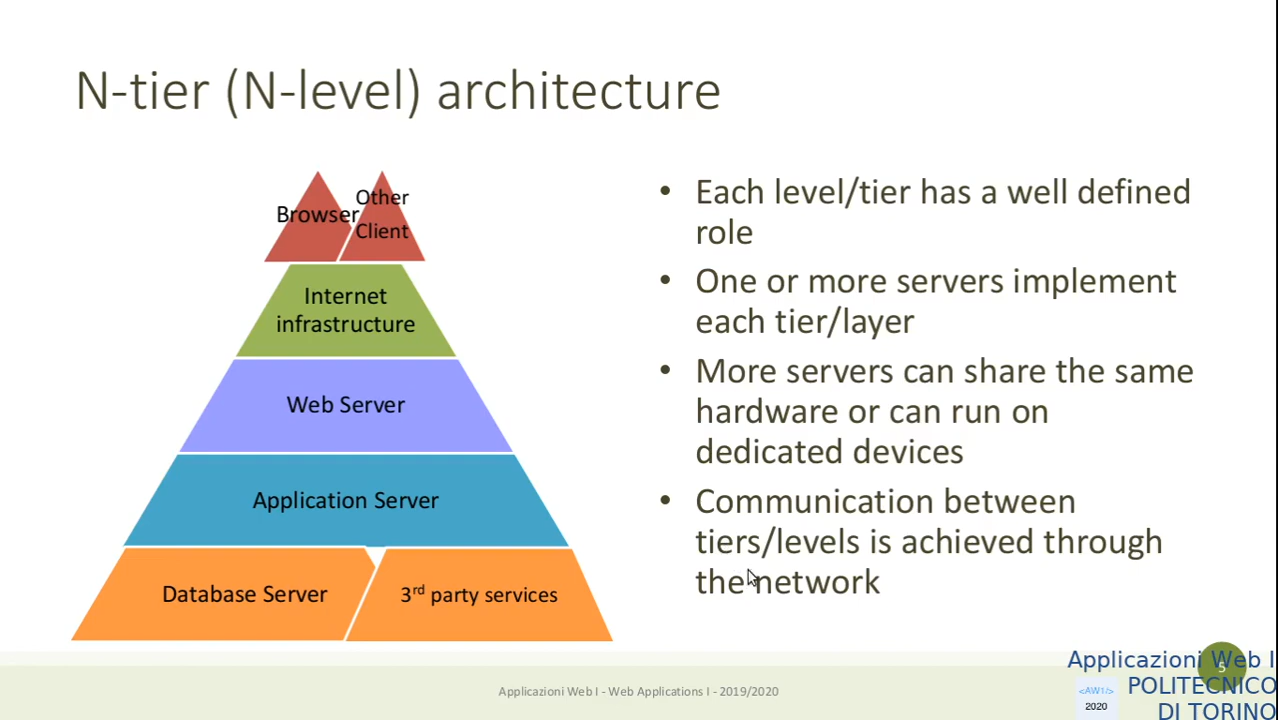 N-tier (N-level) architecture
Browser
Other
Client
Internet
infrastructure
Web Server
Application Server
Database Server
3rd party services
• Each level/tier has a well defined
role
• One or more servers implement
each tier/layer
• More servers can share the same
hardware or can run on
dedicated devices
• Communication between
tiers/levels is achieved through
the network
Applicazioni Web I - Web Applications I - 2019/2020
5
Applicazioni Web I
POLITECNICO
DI TORINO
<AW1/>
2020